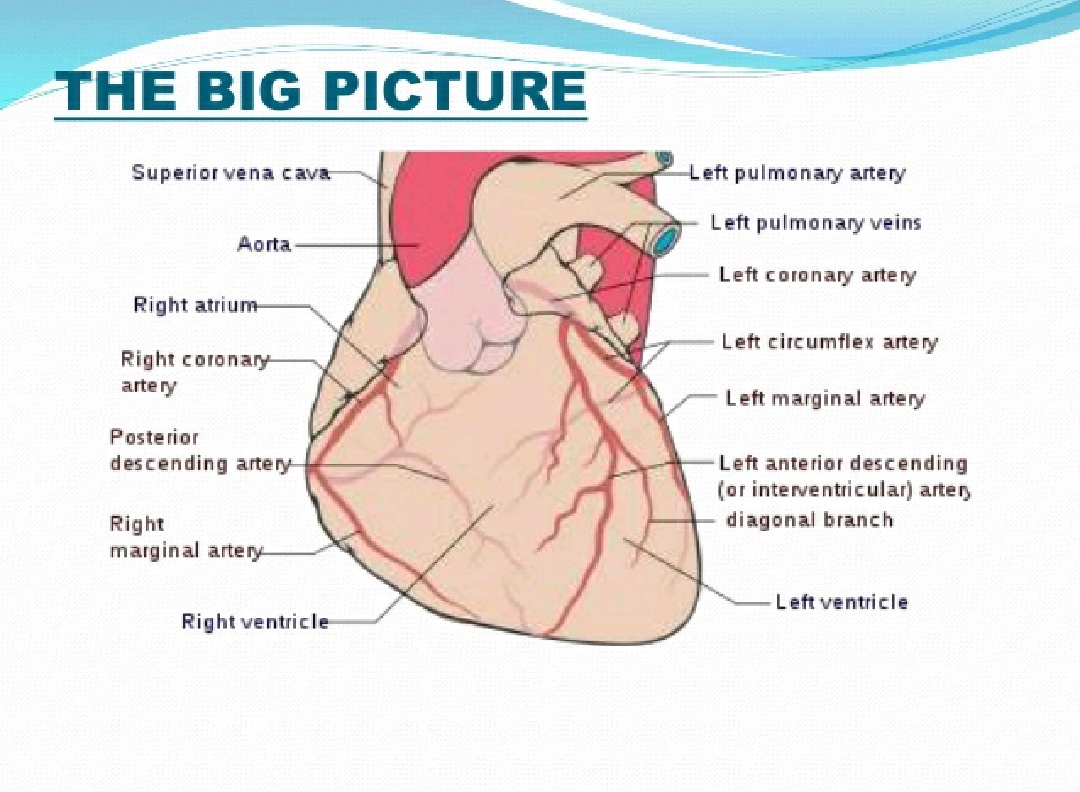 THE BIG PICTURE
Superior vena cava
Aorta
Right atrium
Right coronary
artery
Posterior
descending artery
Right
marginal artery
Right ventricle
Left pulmonary artery
Left pulmonary veins
Left coronary artery
Left circumflex artery
Left marginal artery
Left anterior descending
(or interventricular) artery
diagonal branch
Left ventricle